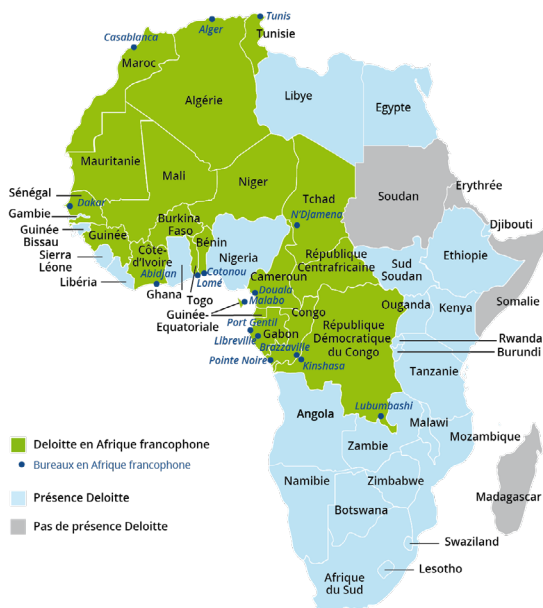 Tunis
Alger
Casablanca
Tunisie
Maroc
Algérie
Libye
Egypte
Mauritanie
Mali
Niger
Tchad
Soudan
Erythrée
Sénégal
Dakar
Gambie
N'Djamena
Djibouti
Guinée
Bissau
Guinée
Burkina
Faso
Bénin
Côte-
d'Ivoire
Nigeria
République
Centrafricaine
Sud
Soudan
Ethiopie
Sierra
Léone
Abidjan
Cotonou
Lomé
Cameroun
Somalie
Libéria
Ghana
Togo
Douala
Malabo
Guinée-
Equatoriale
Congo
Ouganda
Kenya
Port Gentil
Gabon
Libreville
Brazzaville
République
Démocratique
du Congo
Rwanda
Burundi
Pointe Noire
Kinshasa
Tanzanie
Lubumbashi
Angola
Malawi
Mozambique
Zambie
Deloitte en Afrique francophone
Bureaux en Afrique francophone
Présence Deloitte
Pas de présence Deloitte
Namibie
Zimbabwe
Botswana
Madagascar
Swaziland
Lesotho
Afrique
du Sud